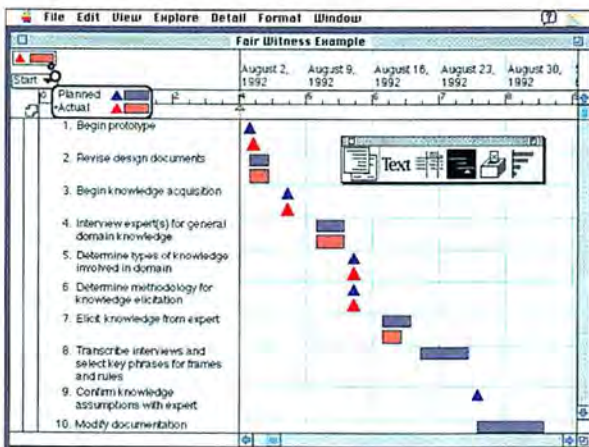 File Edit View Explore Detail Format Window
Fair Witness Example
Start
Planned
•Actual
August 2, 1992
August 9, 1992
August 16, 1992
August 23, 1992
August 30, 1992
Text
1. Begin prototype
2. Revise design documents
3. Begin knowledge acquisition
4. Interview expert(s) for general
domain knowledge
5. Determine types of knowledge
involved in domain
6. Determine methodology for
knowledge elicitation
7. Elicit knowledge from expert
8. Transcribe interviews and
select key phrases for frames
and rules
9. Confirm knowledge
assumptions with expert
10. Modify documentation